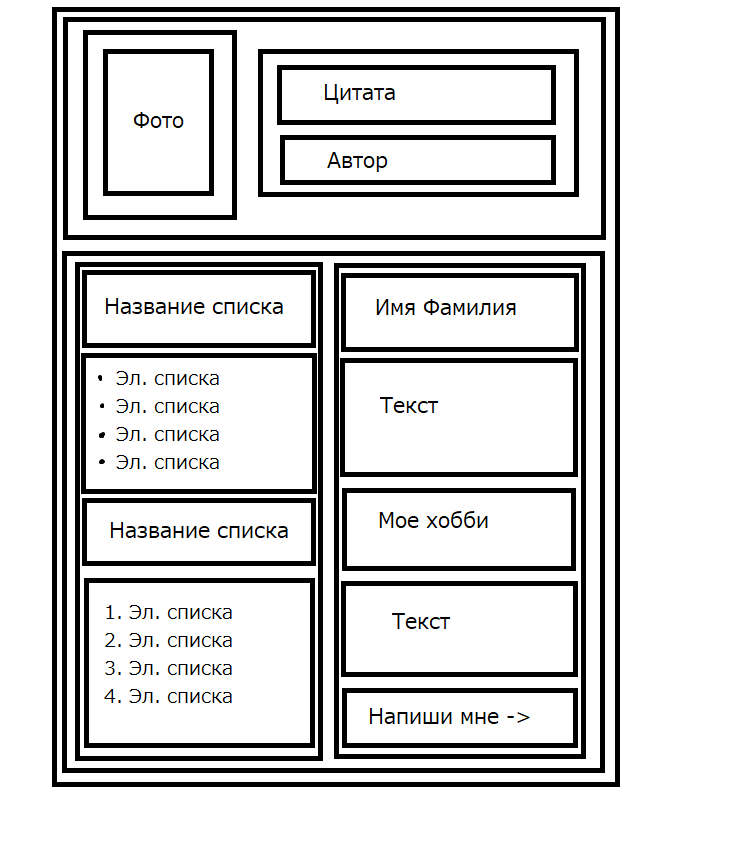 Фото
Цитата
Автор
Название списка
• Эл. списка
• Эл. списка
• Эл. списка
• Эл. списка
Название списка
1. Эл. списка
2. Эл. списка
3. Эл. списка
4. Эл. списка
Имя Фамилия
Текст
Мое хобби
Текст
Напиши мне ->